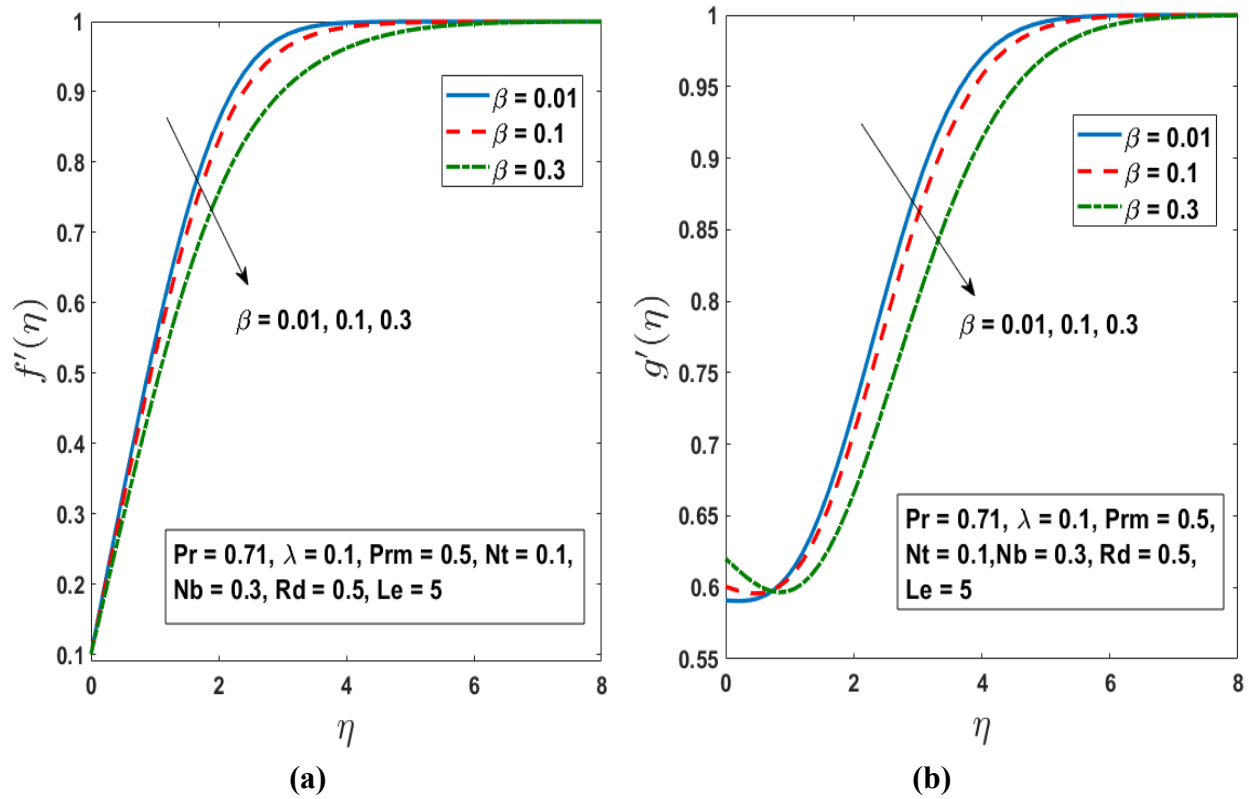 1
0.9
0.8
0.7
0.6
0.5
0.4
0.3
0.2
0.1
f′(η)
β = 0.01
β = 0.1
β = 0.3
β = 0.01, 0.1, 0.3
Pr = 0.71, λ = 0.1, Prm = 0.5, Nt = 0.1,
Nb = 0.3, Rd = 0.5, Le = 5
0 2 4 6 8
η
(a)
1
0.95
0.9
0.85
0.8
0.75
0.7
0.65
0.6
0.55
g′(η)
β = 0.01
β = 0.1
β = 0.3
β = 0.01, 0.1, 0.3
Pr = 0.71, λ = 0.1, Prm = 0.5,
Nt = 0.1,Nb = 0.3, Rd = 0.5,
Le = 5
0 2 4 6 8
η
(b)